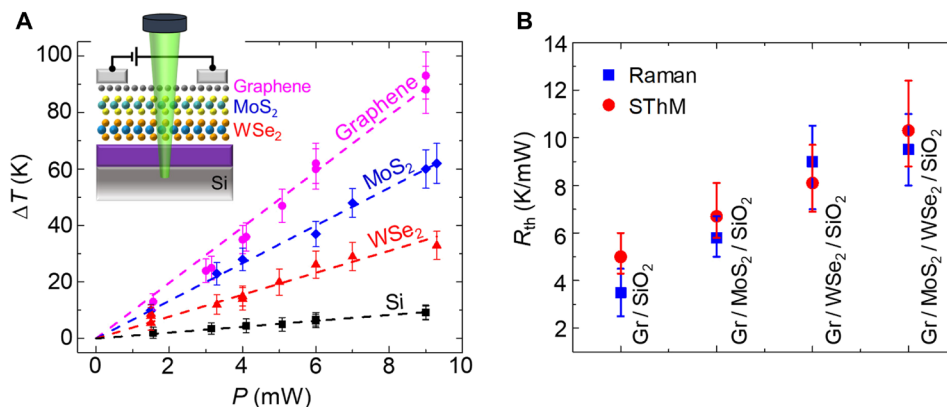 A
100
80
60
40
20
0
ΔT (K)
0
2
4
6
8
10
P (mW)
Graphene
MoS₂
WSe₂
Si
Graphene
MoS₂
WSe₂
Si
B
Raman
SThM
14
12
10
8
6
4
2
Rth (K/mW)
Gr / SiO₂
Gr / MoS₂ / SiO₂
Gr / WSe₂ / SiO₂
Gr / MoS₂ / WSe₂ / SiO₂